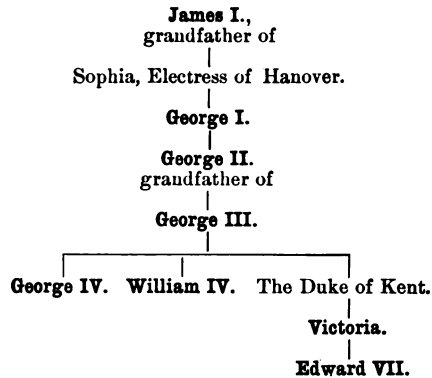 James I.,
grandfather of
Sophia, Electress of Hanover.
George I.
George II.
grandfather of
George III.
George IV. William IV. The Duke of Kent.
Victoria.
Edward VII.